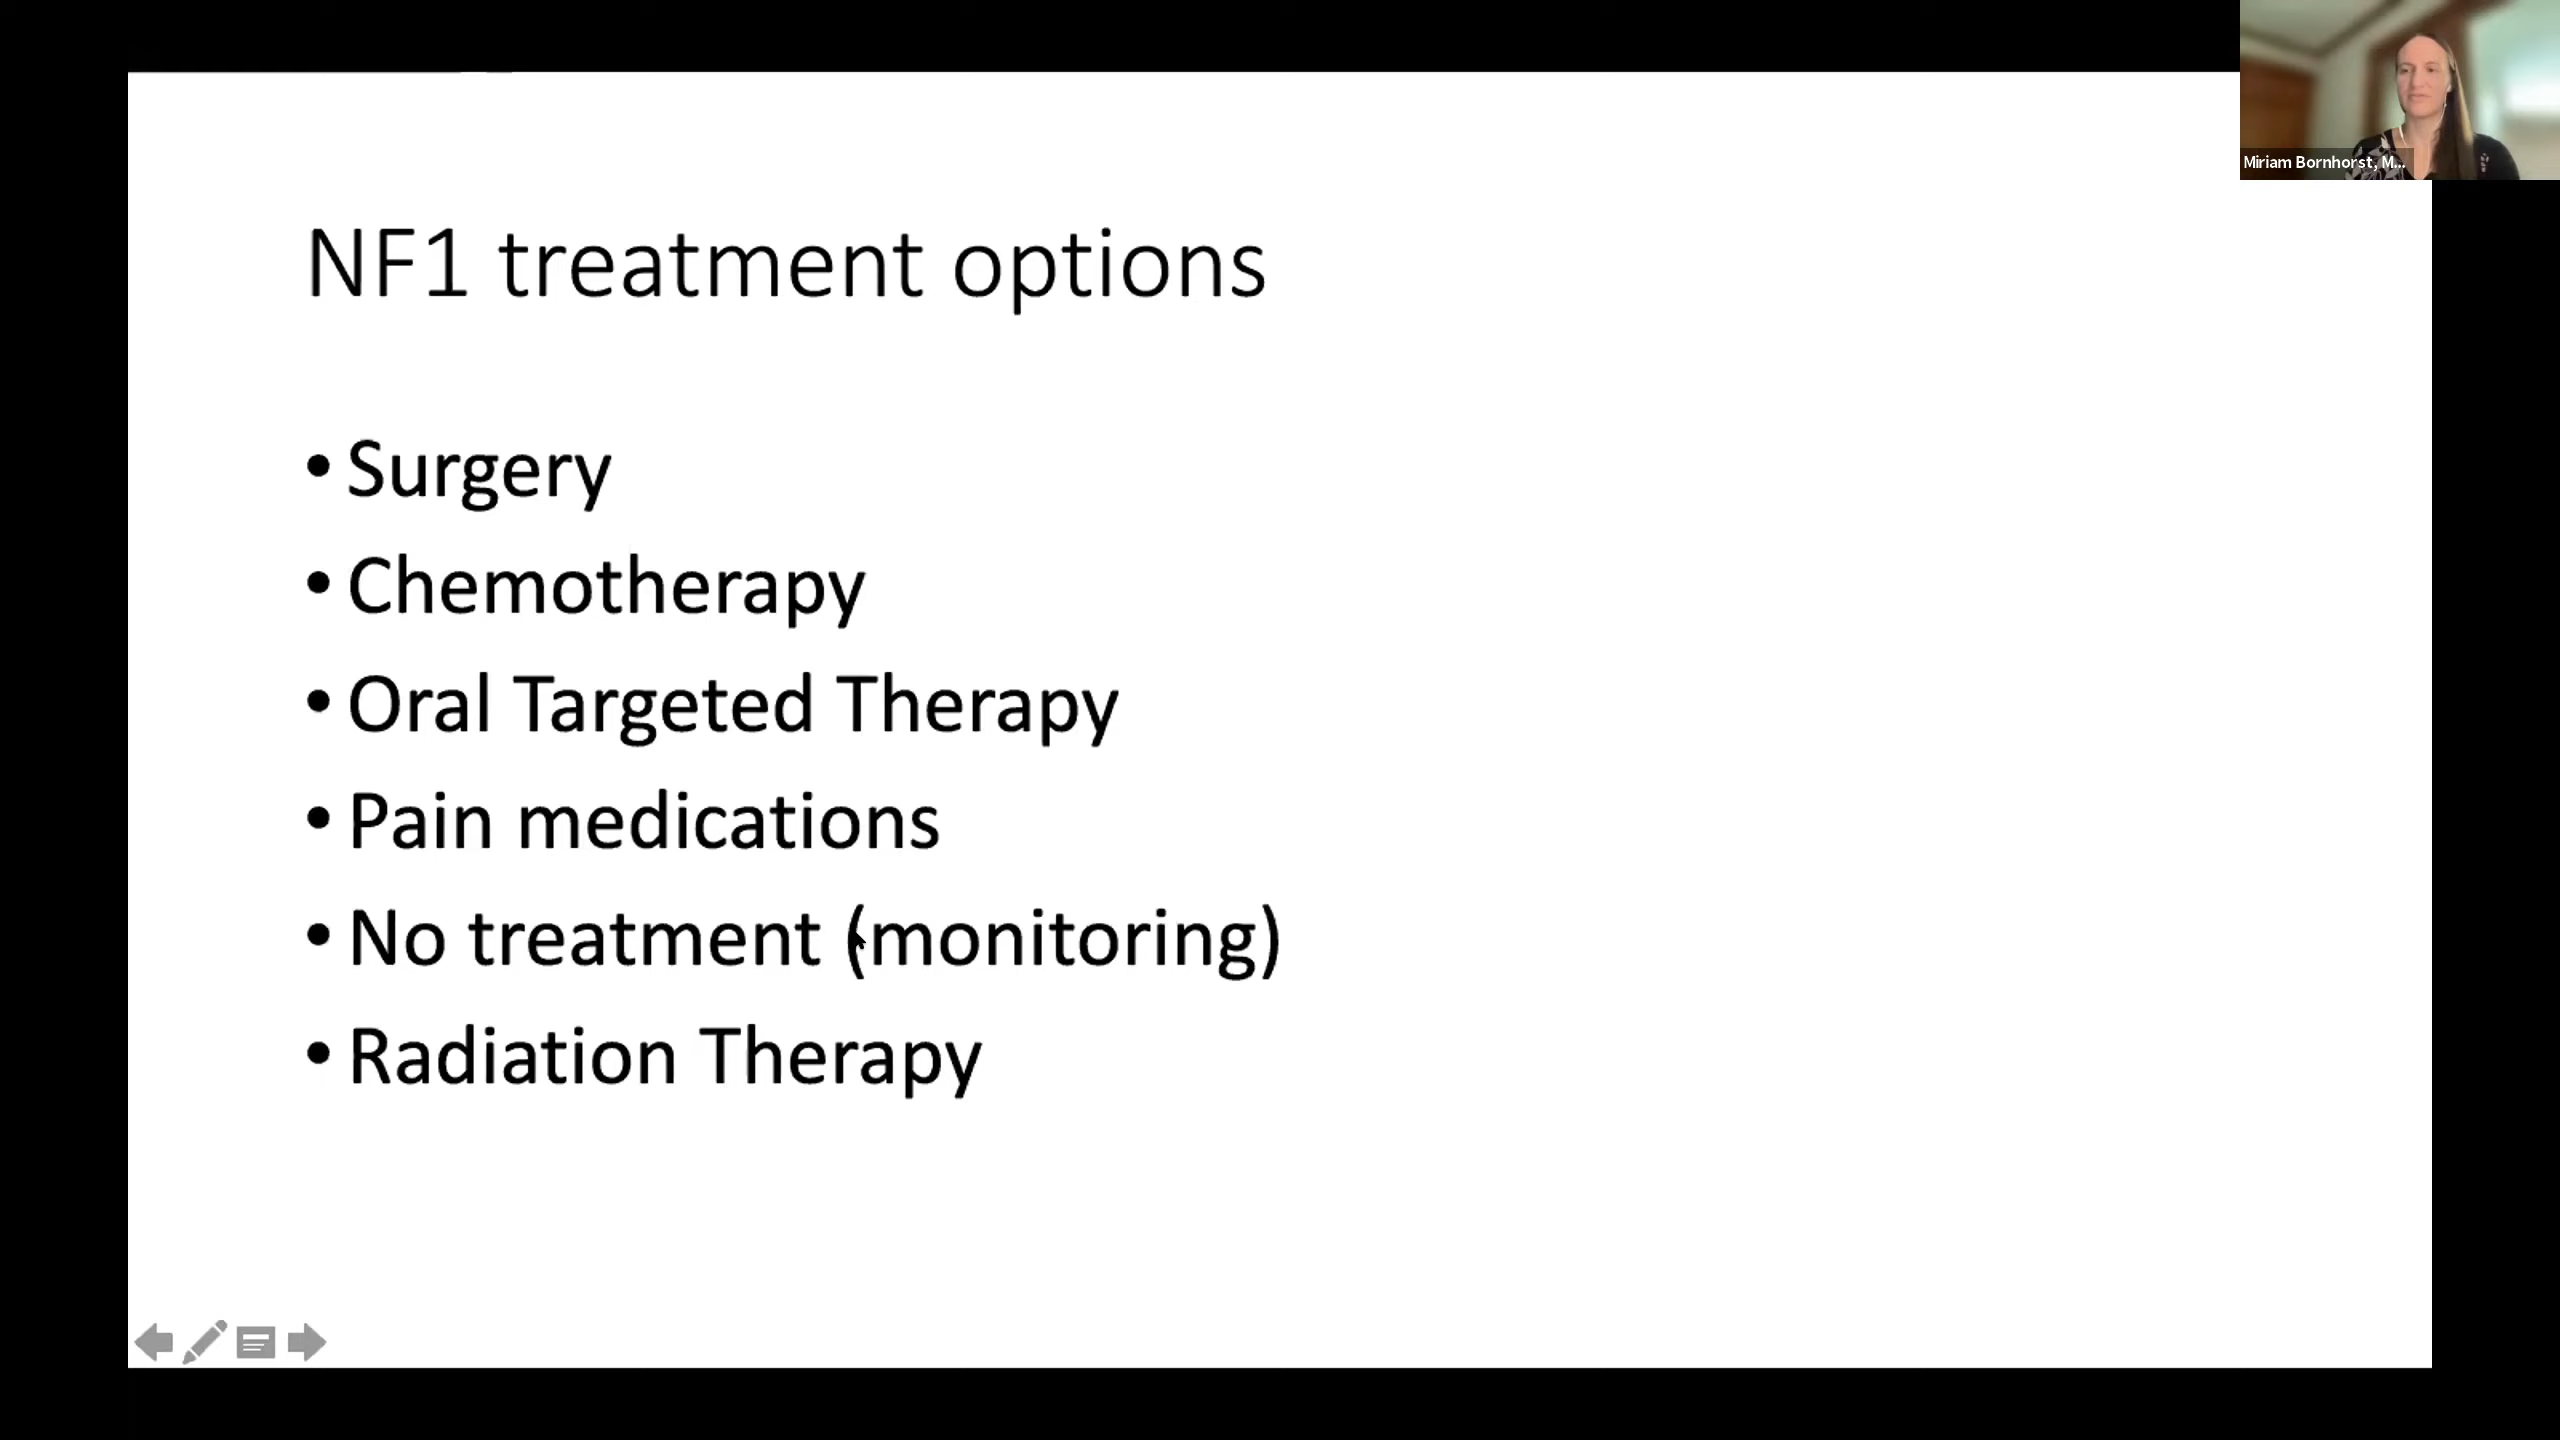 Miriam Bornhorst, M...
NF1 treatment options
• Surgery
• Chemotherapy
• Oral Targeted Therapy
• Pain medications
• No treatment (monitoring)
• Radiation Therapy